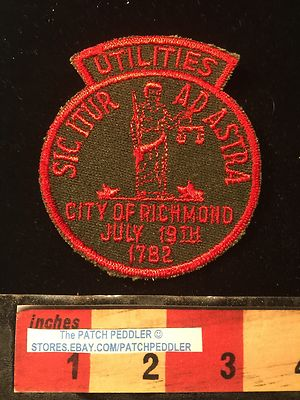 UTILITIES
SIC ITUR AD ASTRA
CITY OF RICHMOND
JULY 19TH
1782
inches
The PATCH PEDDLER ☺
STORES.EBAY.COM/PATCHPEDDLER
1 2 3 4